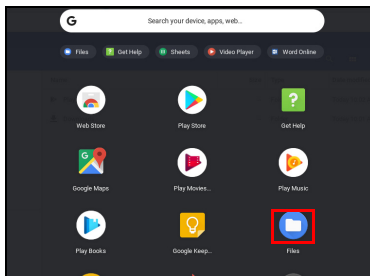 G Search your device, apps, web...
Files Get Help Sheets Video Player Word Online
Web Store Play Store Get Help
Google Maps Play Movies... Play Music
Play Books Google Keep... Files